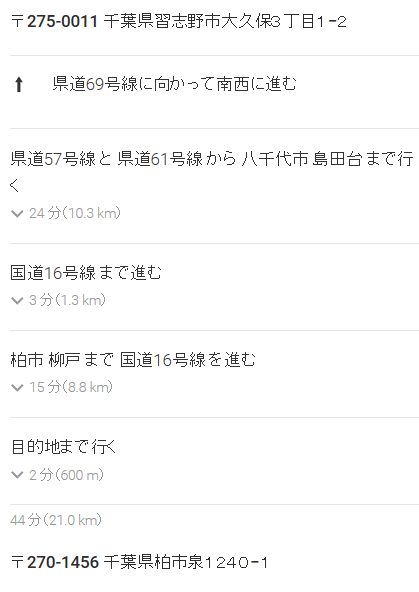 〒275-0011 千葉県習志野市大久保３丁目１−２
県道69号線に向かって南西に進む
県道57号線 と 県道61号線 から 八千代市 島田台 まで行
く
24 分 (10.3 km)
国道16号線 まで進む
3 分 (1.3 km)
柏市 柳戸 まで 国道16号線 を進む
15 分 (8.8 km)
目的地まで行く
2 分 (600 m)
44 分 (21.0 km)
〒270-1456 千葉県柏市泉１２４０−１